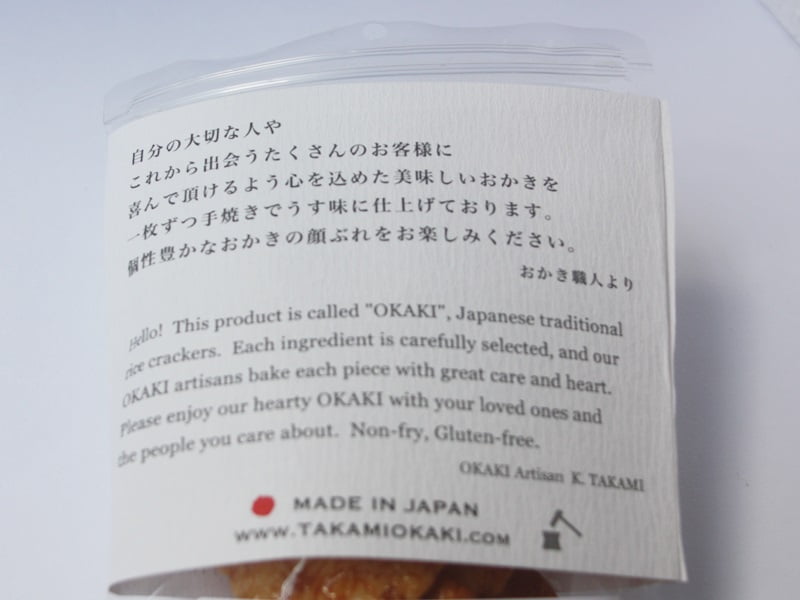 自分の大切な人や
これから出会うたくさんのお客様に
喜んで頂けるよう心を込めた美味しいおかきを
一枚ずつ手焼きでうす味に仕上げております。
個性豊かなおかきの顔ぶれをお楽しみください。
おかき職人より
Hello! This product is called "OKAKI", Japanese traditional
rice crackers. Each ingredient is carefully selected, and our
OKAKI artisans bake each piece with great care and heart.
Please enjoy our hearty OKAKI with your loved ones and
the people you care about. Non-fry, Gluten-free.
OKAKI Artisan K. TAKAMI
MADE IN JAPAN
WWW.TAKAMIOKAKI.COM